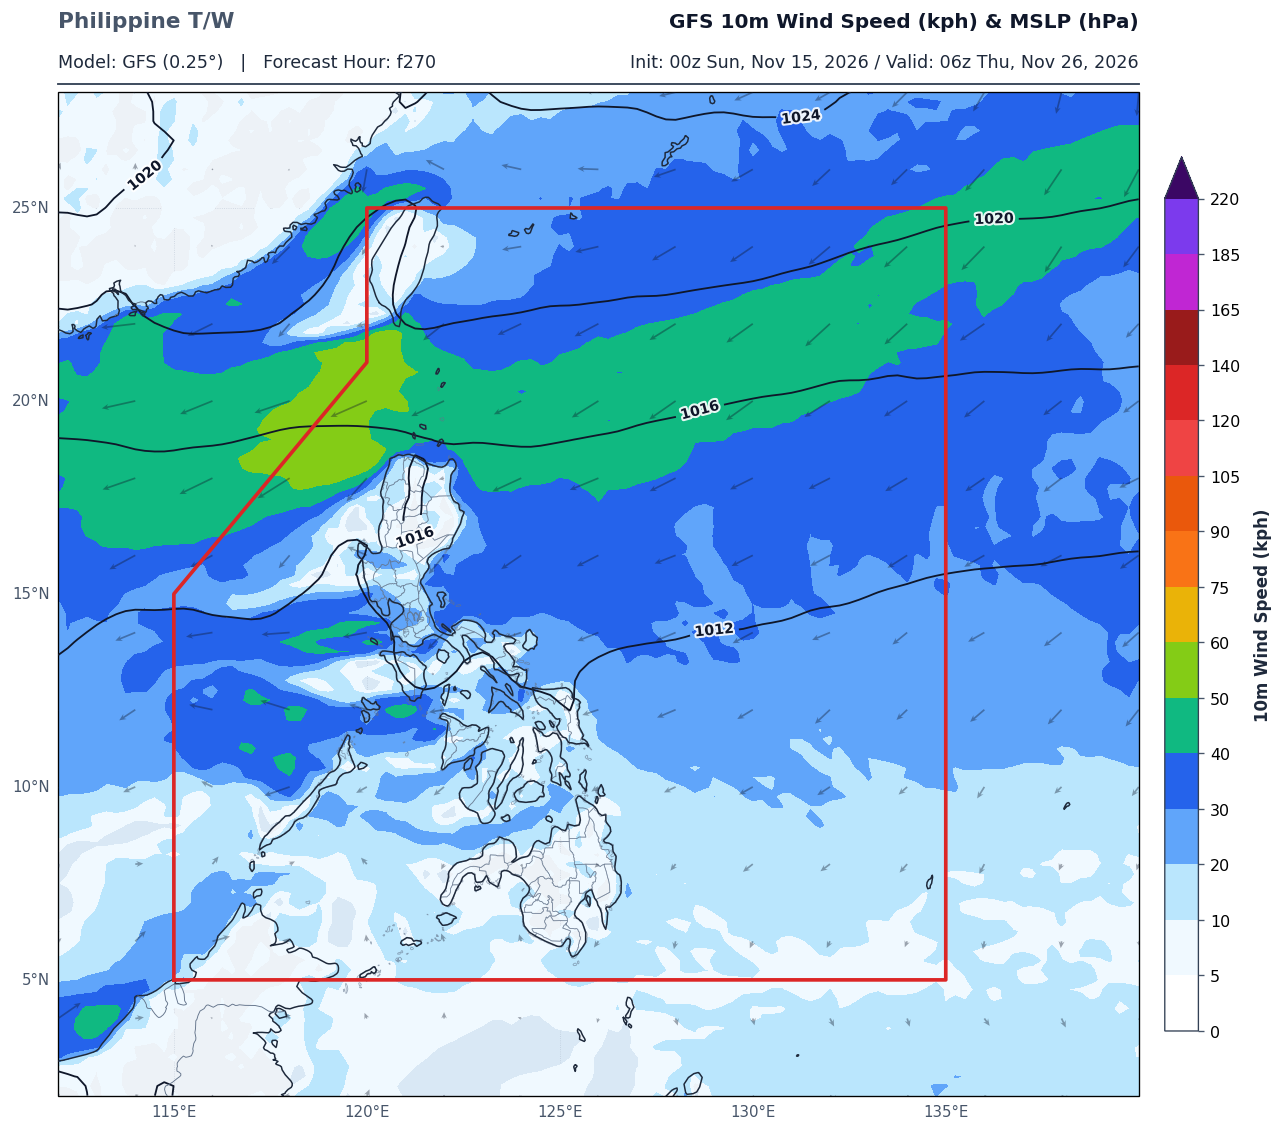 Philippine T/W
GFS 10m Wind Speed (kph) & MSLP (hPa)
Model: GFS (0.25°) | Forecast Hour: f270
Init: 00z Sun, Nov 15, 2026 / Valid: 06z Thu, Nov 26, 2026
1024
1020
1020
1016
1016
1012
25°N
20°N
15°N
10°N
5°N
115°E
120°E
125°E
130°E
135°E
220
185
165
140
120
105
90
75
60
50
40
30
20
10
5
0
10m Wind Speed (kph)